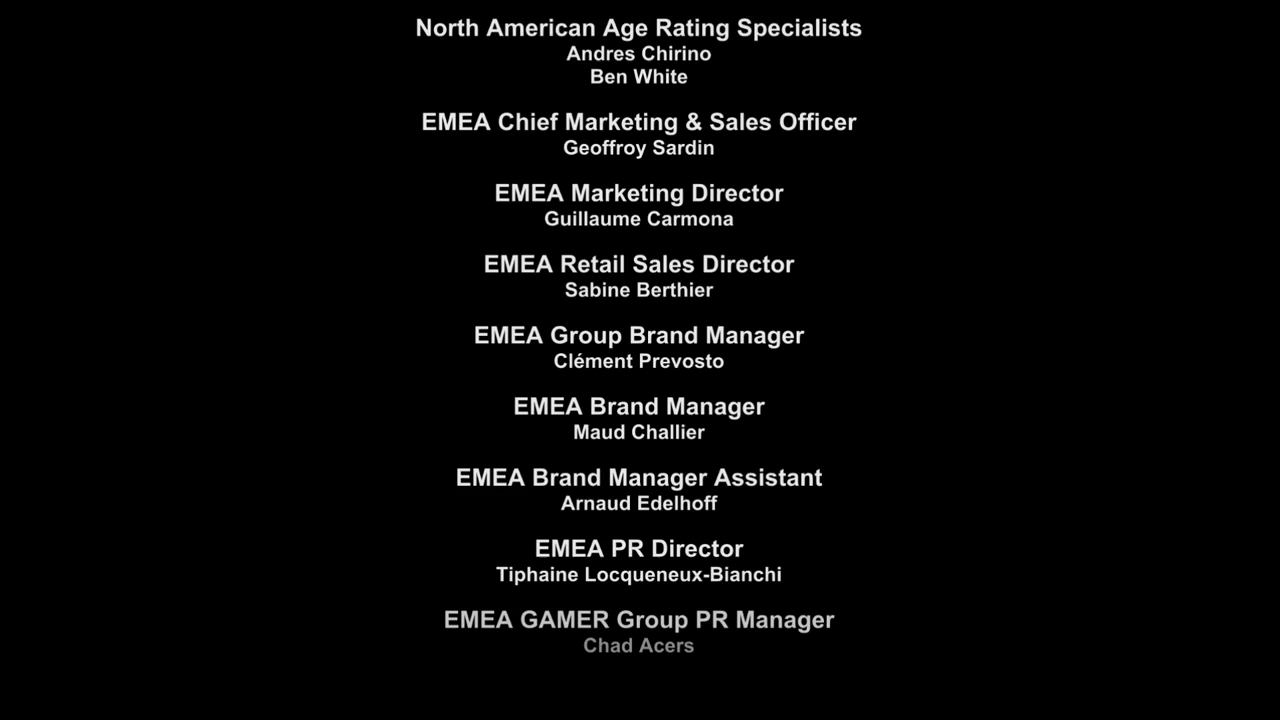 North American Age Rating Specialists
Andres Chirino
Ben White
EMEA Chief Marketing & Sales Officer
Geoffroy Sardin
EMEA Marketing Director
Guillaume Carmona
EMEA Retail Sales Director
Sabine Berthier
EMEA Group Brand Manager
Clément Prevosto
EMEA Brand Manager
Maud Challier
EMEA Brand Manager Assistant
Arnaud Edelhoff
EMEA PR Director
Tiphaine Locqueneux-Bianchi
EMEA GAMER Group PR Manager
Chad Acers